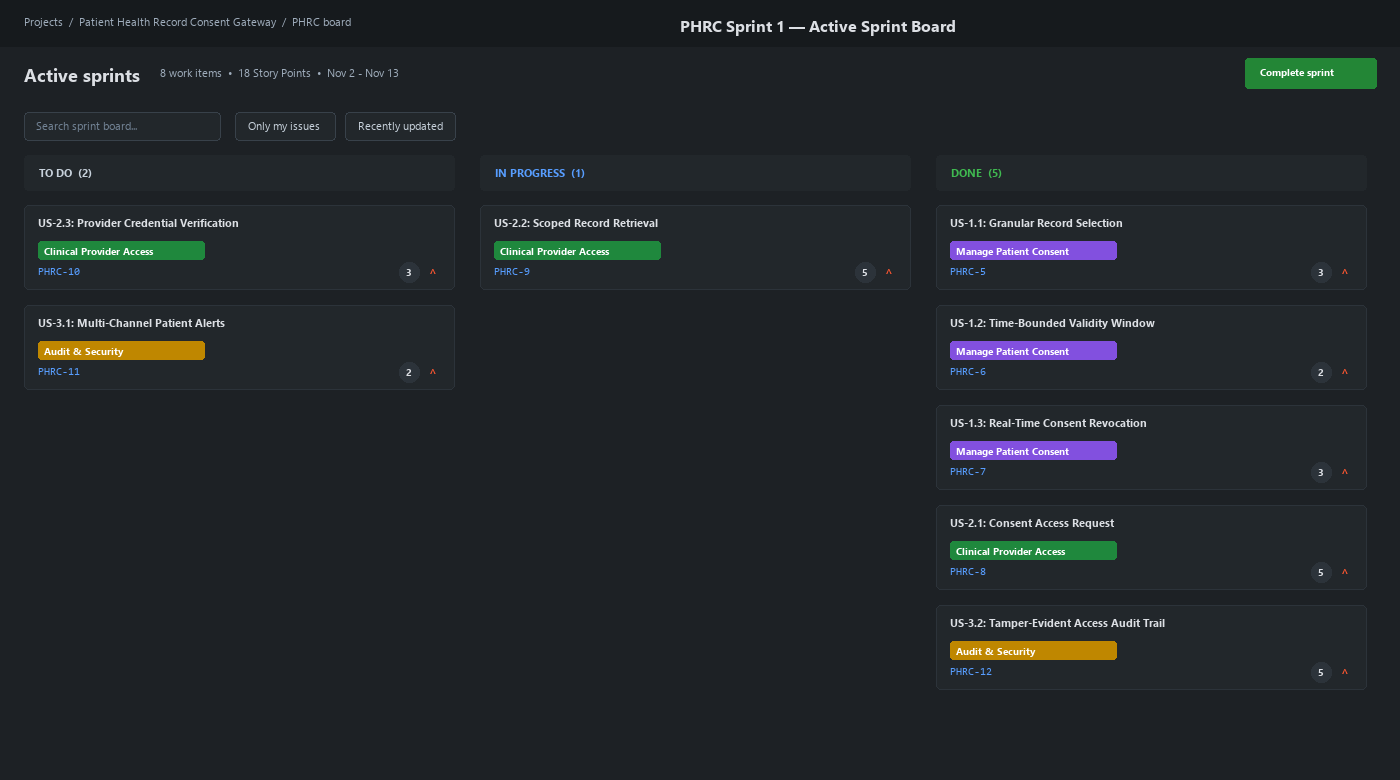 Projects / Patient Health Record Consent Gateway / PHRC board
PHRC Sprint 1 — Active Sprint Board
Active sprints
8 work items • 18 Story Points • Nov 2 - Nov 13
Complete sprint
Search sprint board...
Only my issues
Recently updated
TO DO (2)
US-2.3: Provider Credential Verification
Clinical Provider Access
PHRC-10
3 ^
US-3.1: Multi-Channel Patient Alerts
Audit & Security
PHRC-11
2 ^
IN PROGRESS (1)
US-2.2: Scoped Record Retrieval
Clinical Provider Access
PHRC-9
5 ^
DONE (5)
US-1.1: Granular Record Selection
Manage Patient Consent
PHRC-5
3 ^
US-1.2: Time-Bounded Validity Window
Manage Patient Consent
PHRC-6
2 ^
US-1.3: Real-Time Consent Revocation
Manage Patient Consent
PHRC-7
3 ^
US-2.1: Consent Access Request
Clinical Provider Access
PHRC-8
5 ^
US-3.2: Tamper-Evident Access Audit Trail
Audit & Security
PHRC-12
5 ^